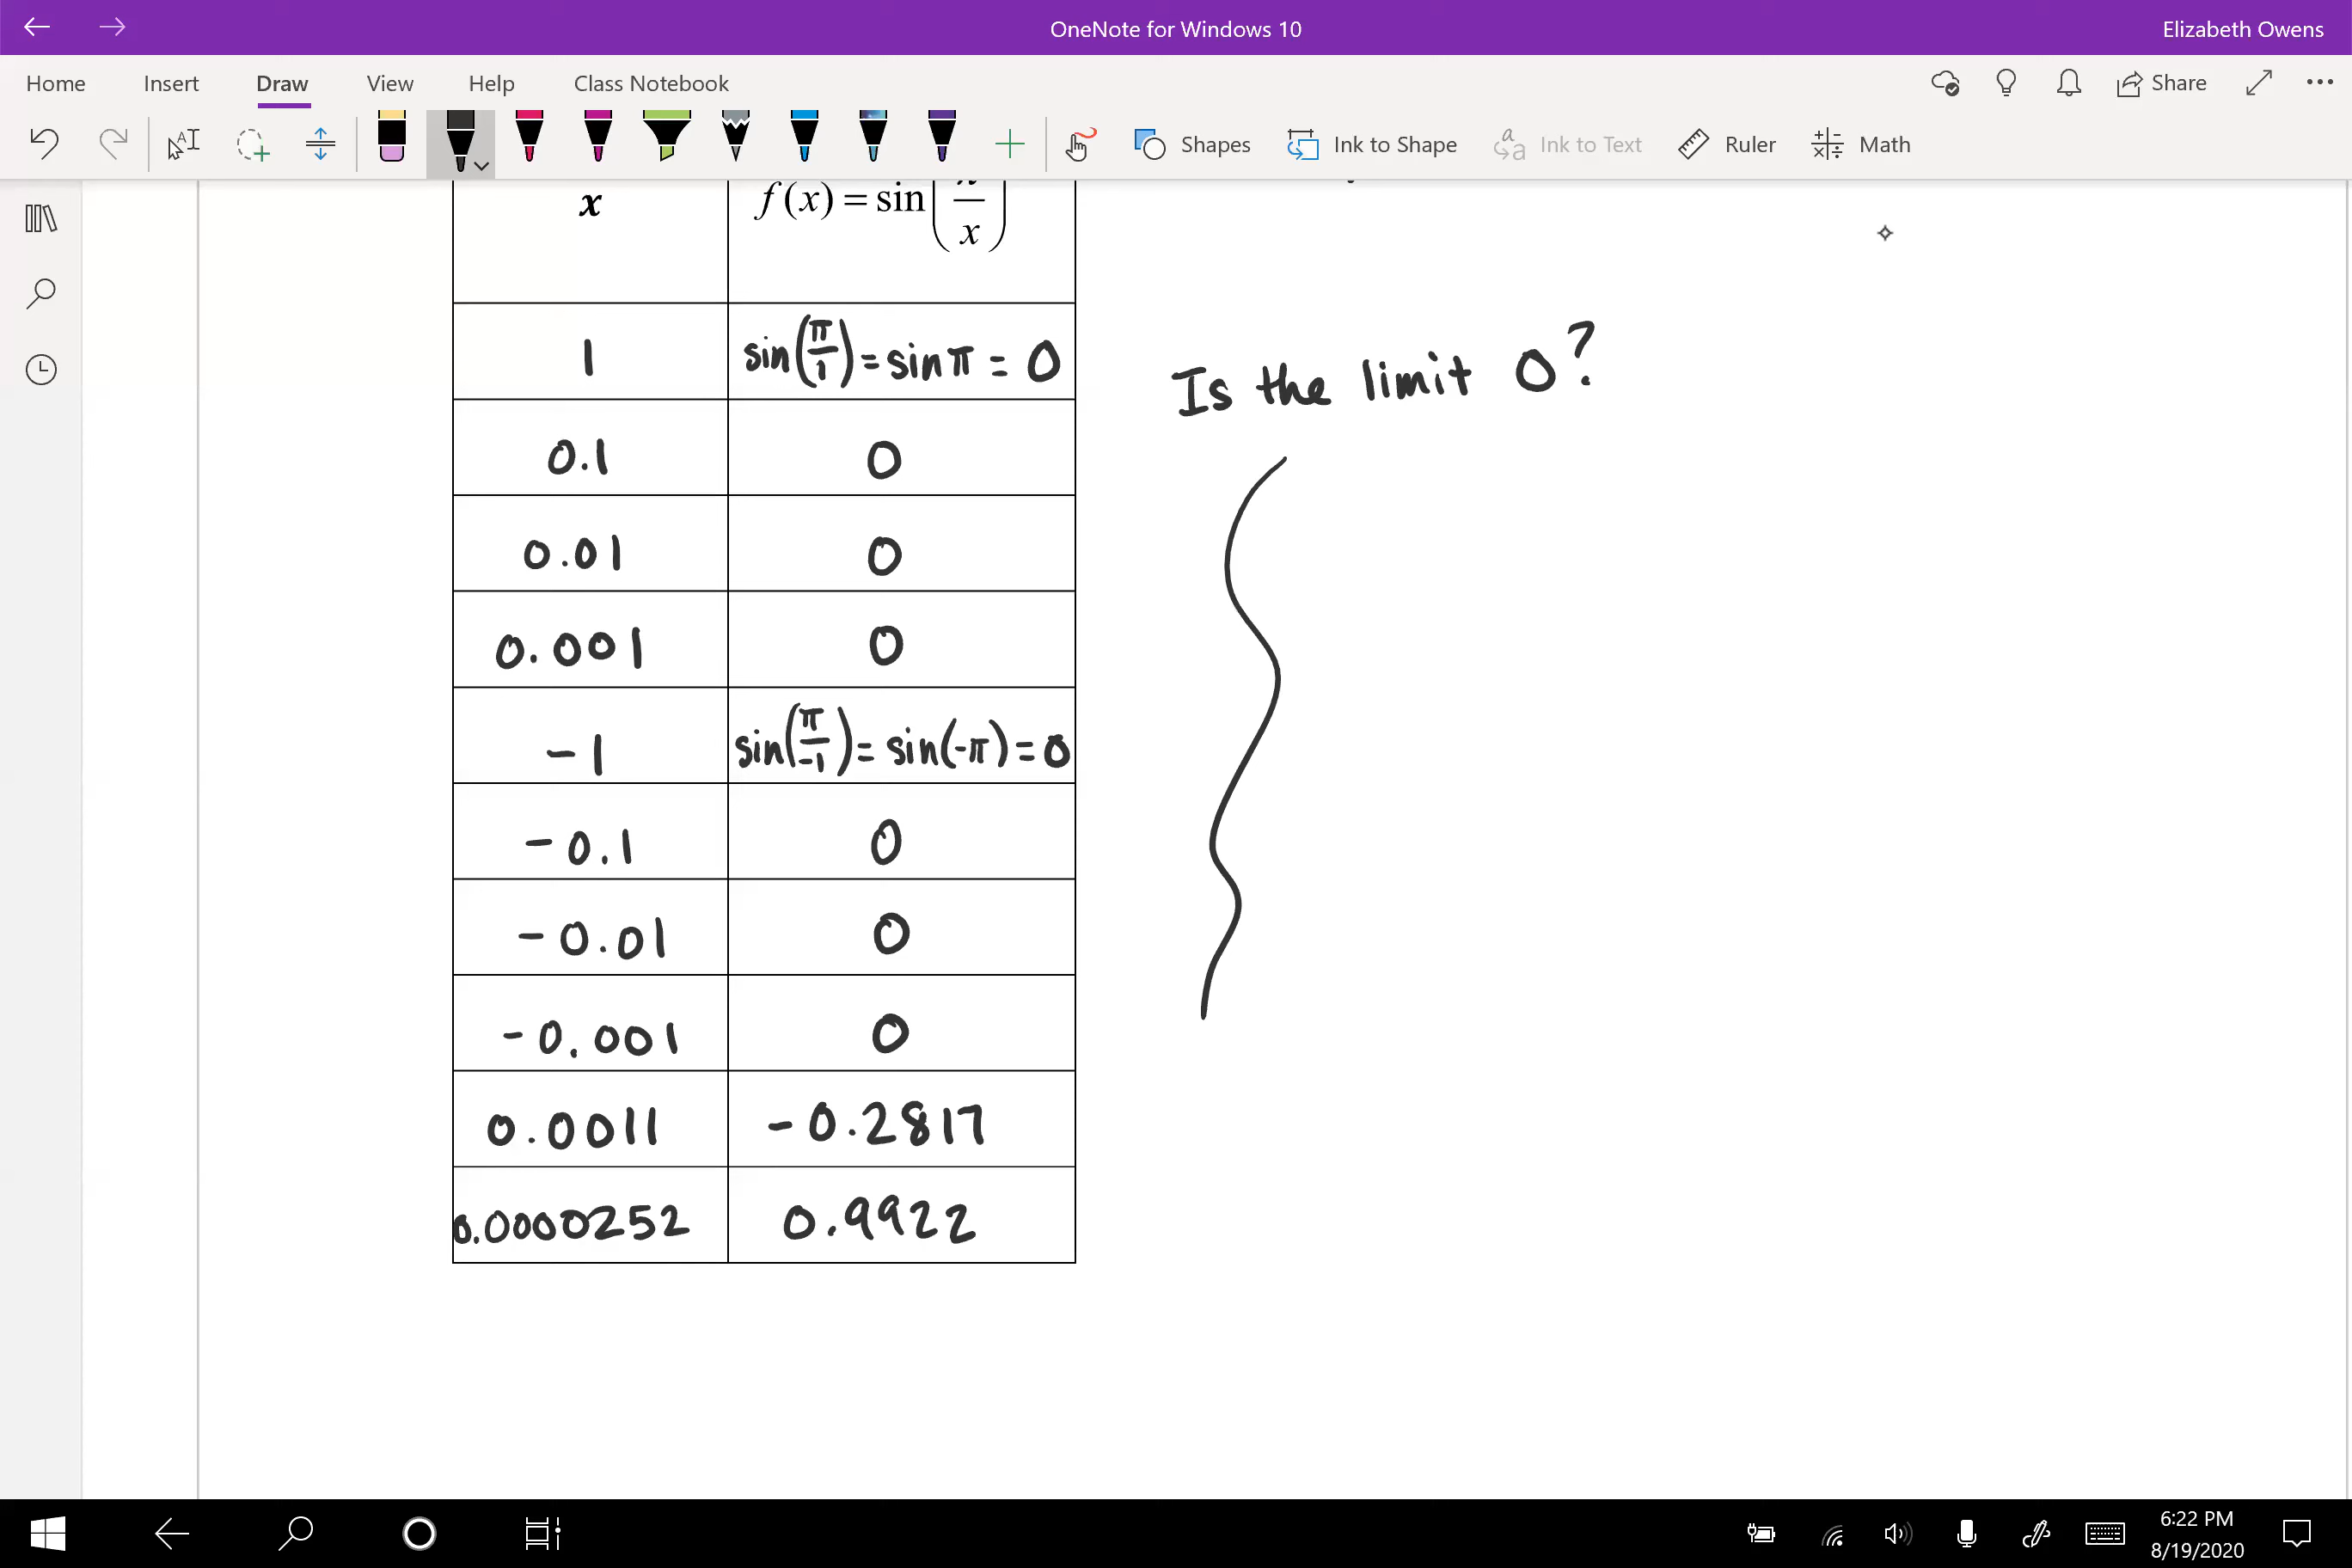 OneNote for Windows 10
Elizabeth Owens
Home Insert Draw View Help Class Notebook
Share
Shapes Ink to Shape Ink to Text Ruler Math
x f(x) = sin(π/x)
1 sin(π/1) = sin π = 0
Is the limit 0?
0.1 0
0.01 0
0.001 0
-1 sin(π/-1) = sin(-π) = 0
-0.1 0
-0.01 0
-0.001 0
0.0011 -0.2817
0.0000252 0.9922
6:22 PM
8/19/2020